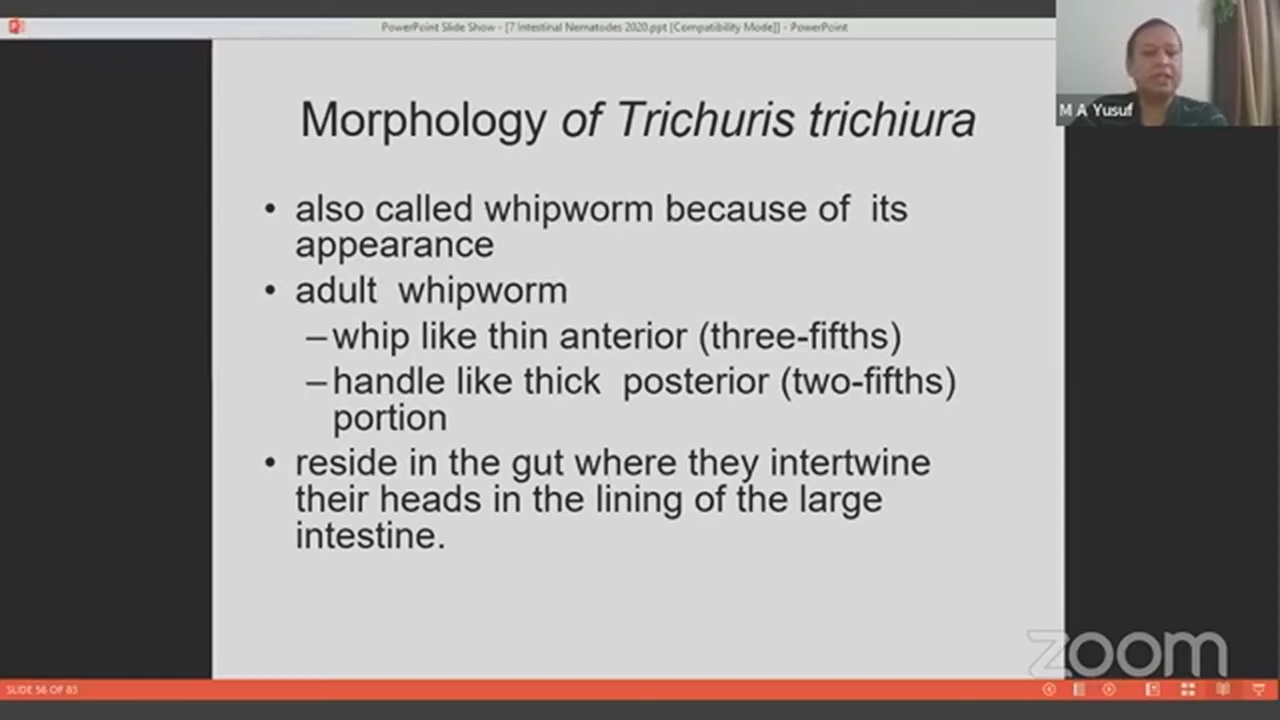 PowerPoint Slide Show - [7 Intestinal Nematodes 2020.ppt [Compatibility Mode]] - PowerPoint
M A Yusuf
Morphology of Trichuris trichiura
• also called whipworm because of its
appearance
• adult whipworm
–whip like thin anterior (three-fifths)
–handle like thick posterior (two-fifths)
portion
• reside in the gut where they intertwine
their heads in the lining of the large
intestine.
zoom
SLIDE 56 OF 83